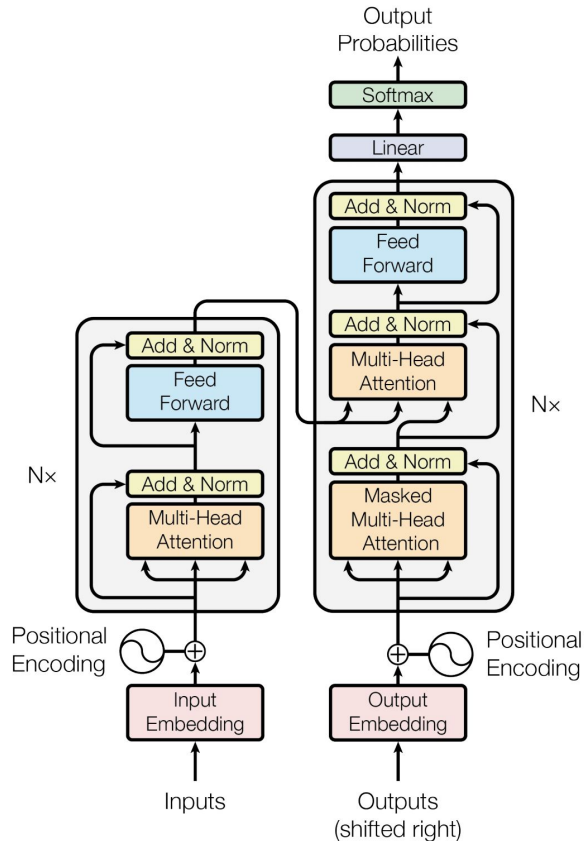 Output
Probabilities
Softmax
Linear
Add & Norm
Feed
Forward
Add & Norm
Multi-Head
Attention
Add & Norm
Masked
Multi-Head
Attention
N×
Add & Norm
Feed
Forward
Add & Norm
Multi-Head
Attention
N×
Positional
Encoding
Positional
Encoding
Input
Embedding
Output
Embedding
Inputs
Outputs
(shifted right)